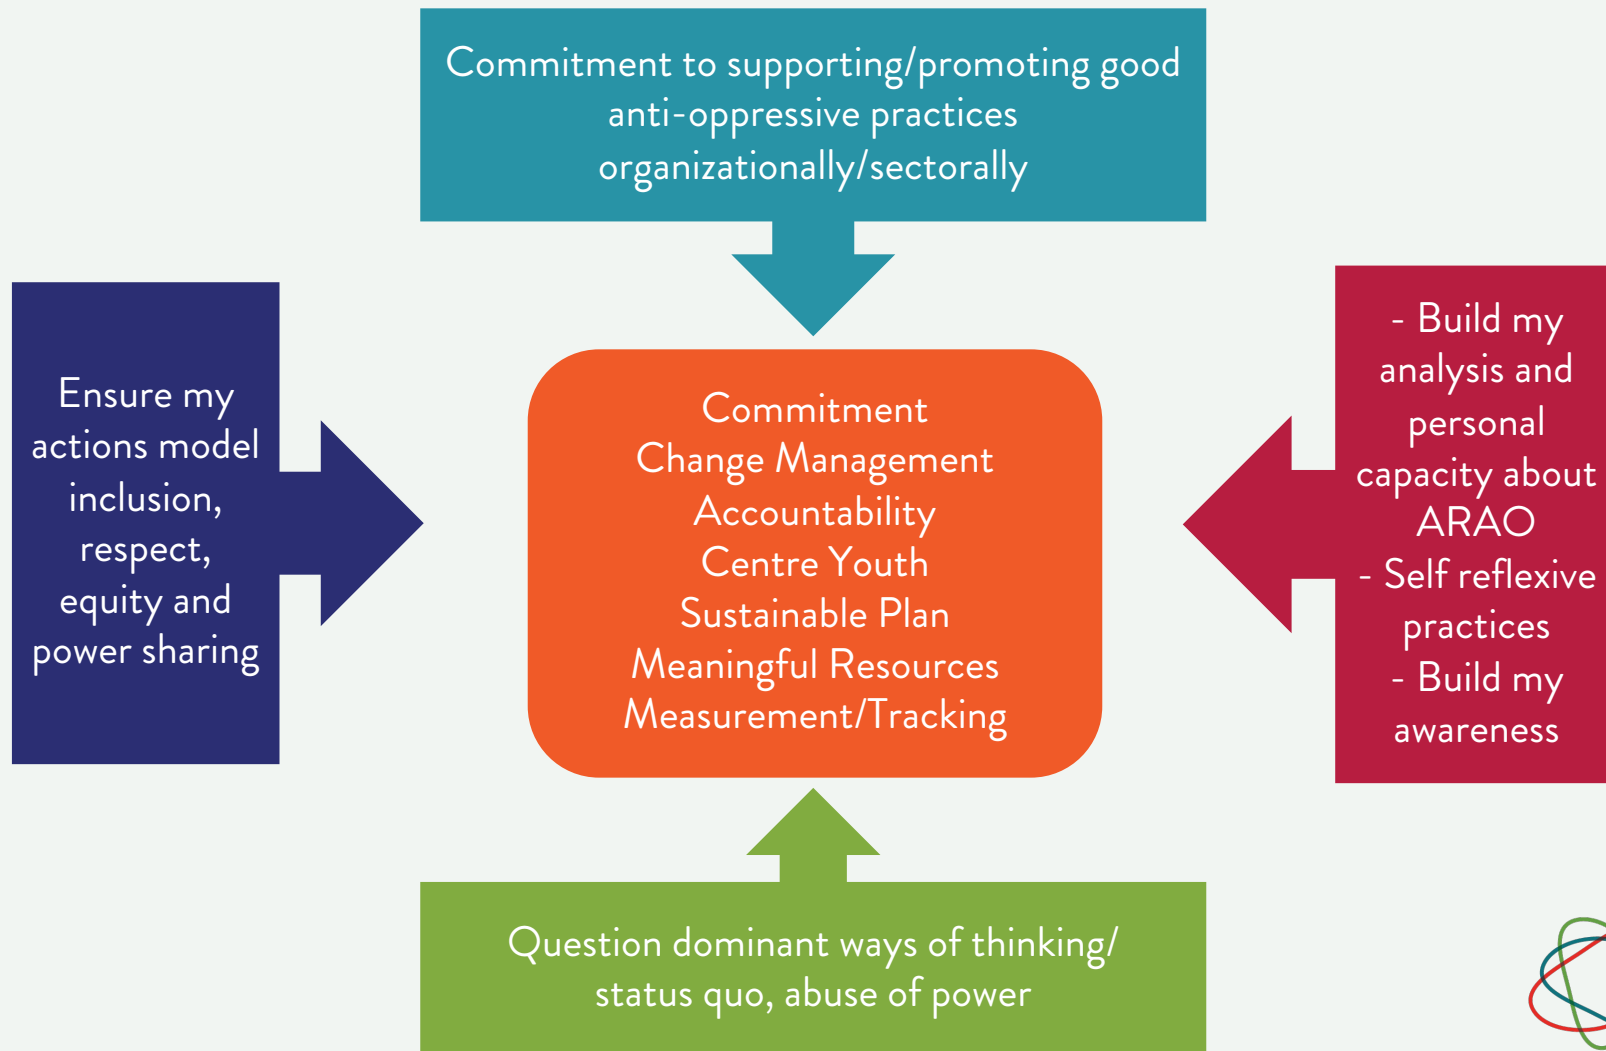 Commitment to supporting/promoting good
anti-oppressive practices
organizationally/sectorally
Ensure my
actions model
inclusion,
respect,
equity and
power sharing
Commitment
Change Management
Accountability
Centre Youth
Sustainable Plan
Meaningful Resources
Measurement/Tracking
- Build my
analysis and
personal
capacity about
ARAO
- Self reflexive
practices
- Build my
awareness
Question dominant ways of thinking/
status quo, abuse of power